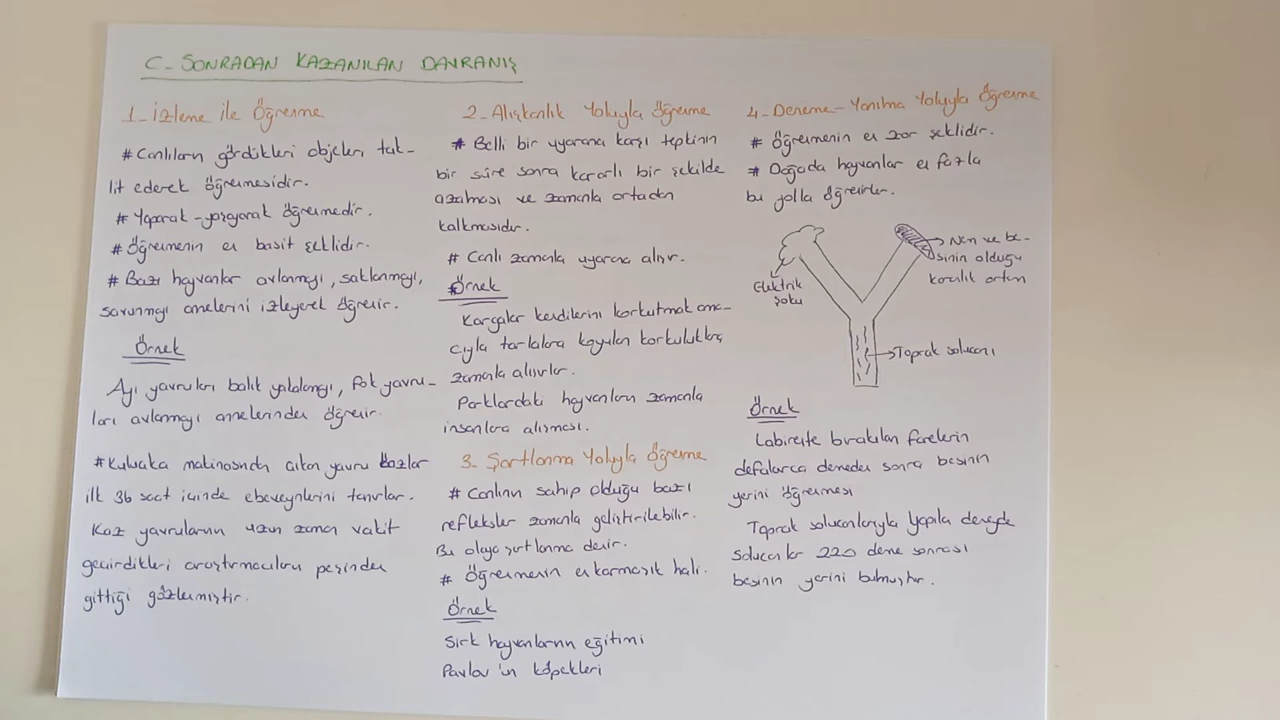 C- SONRADAN KAZANILAN DAVRANIŞ
1- İzleme ile Öğrenme
# Canlıların gördükleri objeleri tak-
lit ederek öğrenmesidir.
# Yaparak-yaşayarak öğrenmedir.
# Öğrenmenin en basit şeklidir.
# Bazı hayvanlar avlanmayı, saklanmayı,
savunmayı annelerini izleyerek öğrenir.
Örnek
Ayı yavruları balık yakalamayı, fok yavru-
ları avlanmayı annelerinden öğrenir.
# Kuluçka makinasında çıkan yavru kazlar
ilk 36 saat içinde ebeveynlerini tanırlar.
Kaz yavrularının uzun zaman vakit
geçirdikleri araştırmacıların peşinden
gittiği gözlenmiştir.
2- Alışkanlık Yoluyla Öğrenme
# Belli bir uyarana karşı tepkinin
bir süre sonra kararlı bir şekilde
azalması ve zamanla ortadan
kalkmasıdır.
# Canlı zamanla uyarana alışır.
Örnek
Kargalar kendilerini korkutmak ama-
cıyla tarlalara koyulan korkuluklara
zamanla alışırlar.
Parklardaki hayvanların zamanla
insanlara alışması.
3- Şartlanma Yoluyla Öğrenme
# Canlının sahip olduğu bazı
refleksler zamanla geliştirilebilir.
Bu olaya şartlanma denir.
# Öğrenmenin en karmaşık hali.
Örnek
Sirk hayvanlarının eğitimi
Pavlov'un köpekleri
4- Deneme-Yanılma Yoluyla Öğrenme
# Öğrenmenin en zor şeklidir.
# Doğada hayvanlar en fazla
bu yolla öğrenirler.
Elektrik
şoku
Nem ve be-
sinin olduğu
karanlık ortam
Toprak solucanı
Örnek
Labirente bırakılan farelerin
defalarca denedem sonra besinin
yerini öğrenmesi
Toprak solucanlarıyla yapılan deneyde
solucanlar 220 deneme sonrası
besinin yerini bulmuştur.